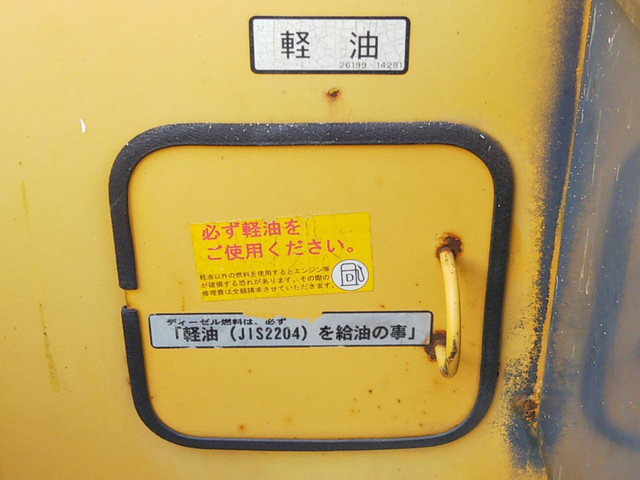 軽 油
26199-14281
必ず軽油を
ご使用ください。
軽油以外の燃料を使用するとエンジン等
が破損する恐れがあります。その際の
修理費は全額請求させていただきます。
D
ディーゼル燃料は、必ず
「軽油（JIS2204）を給油の事」